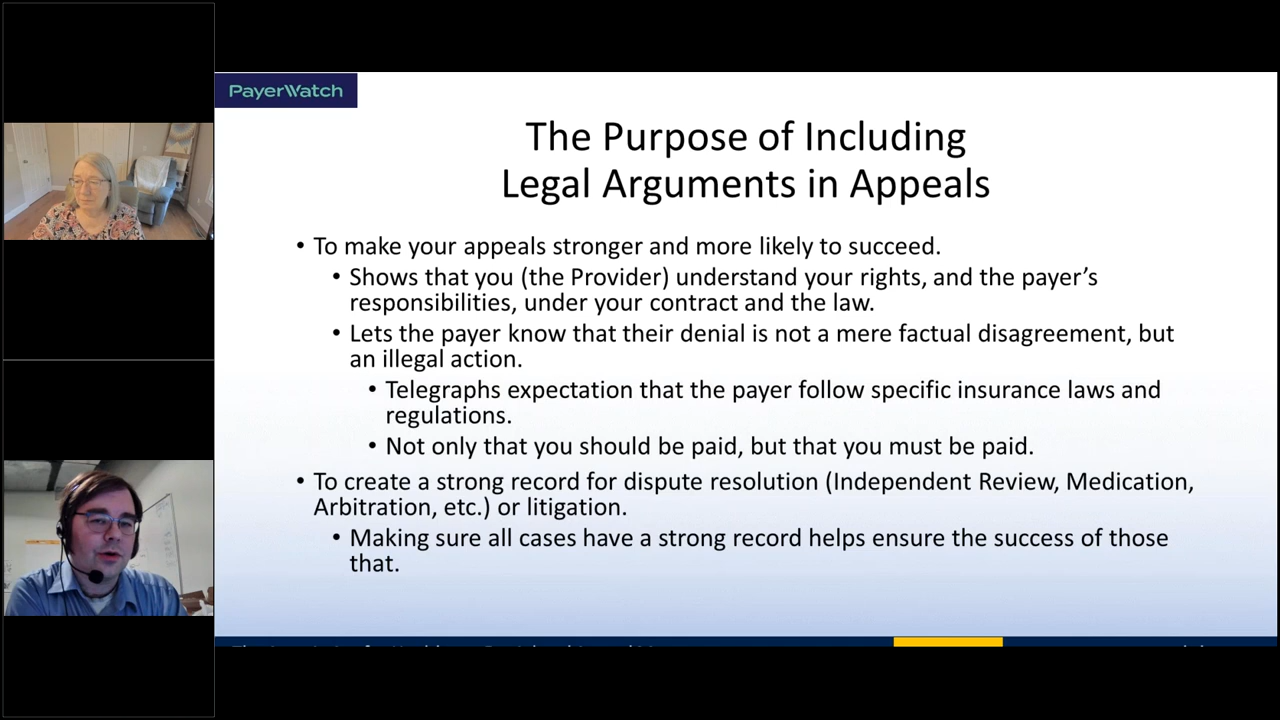 PayerWatch
The Purpose of Including
Legal Arguments in Appeals
• To make your appeals stronger and more likely to succeed.
• Shows that you (the Provider) understand your rights, and the payer’s
responsibilities, under your contract and the law.
• Lets the payer know that their denial is not a mere factual disagreement, but
an illegal action.
• Telegraphs expectation that the payer follow specific insurance laws and
regulations.
• Not only that you should be paid, but that you must be paid.
• To create a strong record for dispute resolution (Independent Review, Medication,
Arbitration, etc.) or litigation.
• Making sure all cases have a strong record helps ensure the success of those
that.